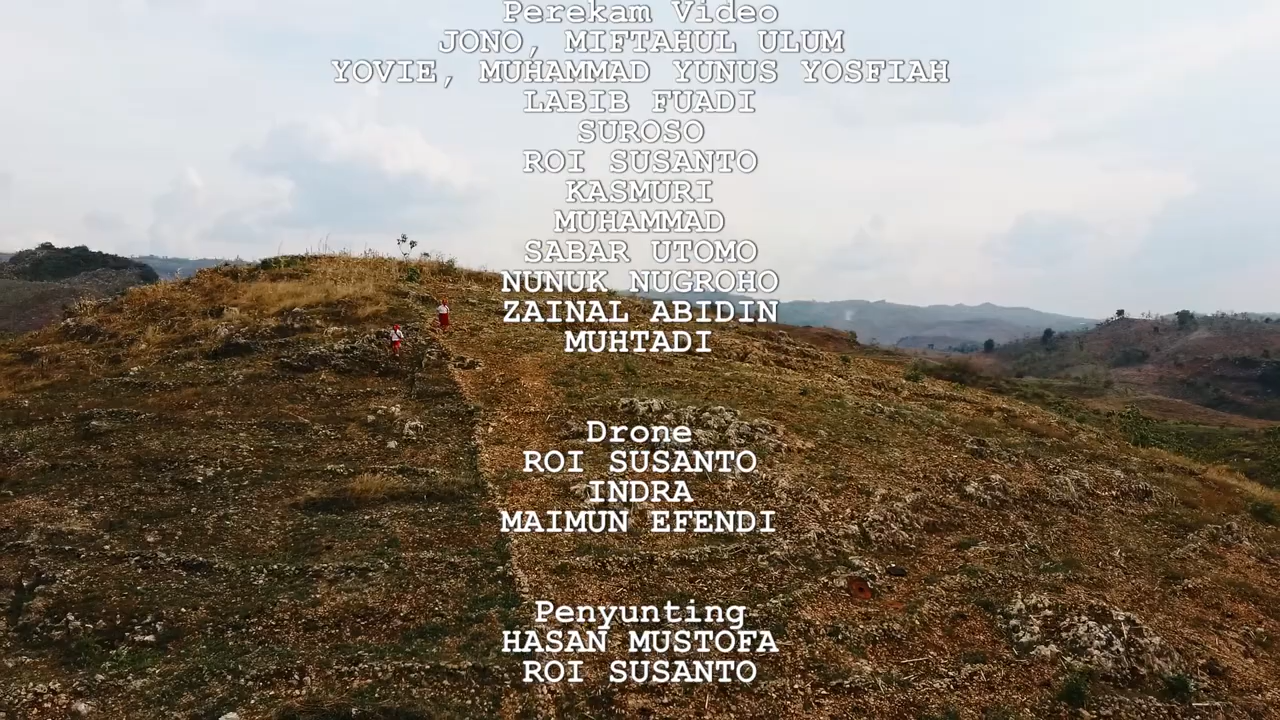 Perekam Video
JONO, MIFTAHUL ULUM
YOVIE, MUHAMMAD YUNUS YOSFIAH
LABIB FUADI
SUROSO
ROI SUSANTO
KASMURI
MUHAMMAD
SABAR UTOMO
NUNUK NUGROHO
ZAINAL ABIDIN
MUHTADI
Drone
ROI SUSANTO
INDRA
MAIMUN EFENDI
Penyunting
HASAN MUSTOFA
ROI SUSANTO